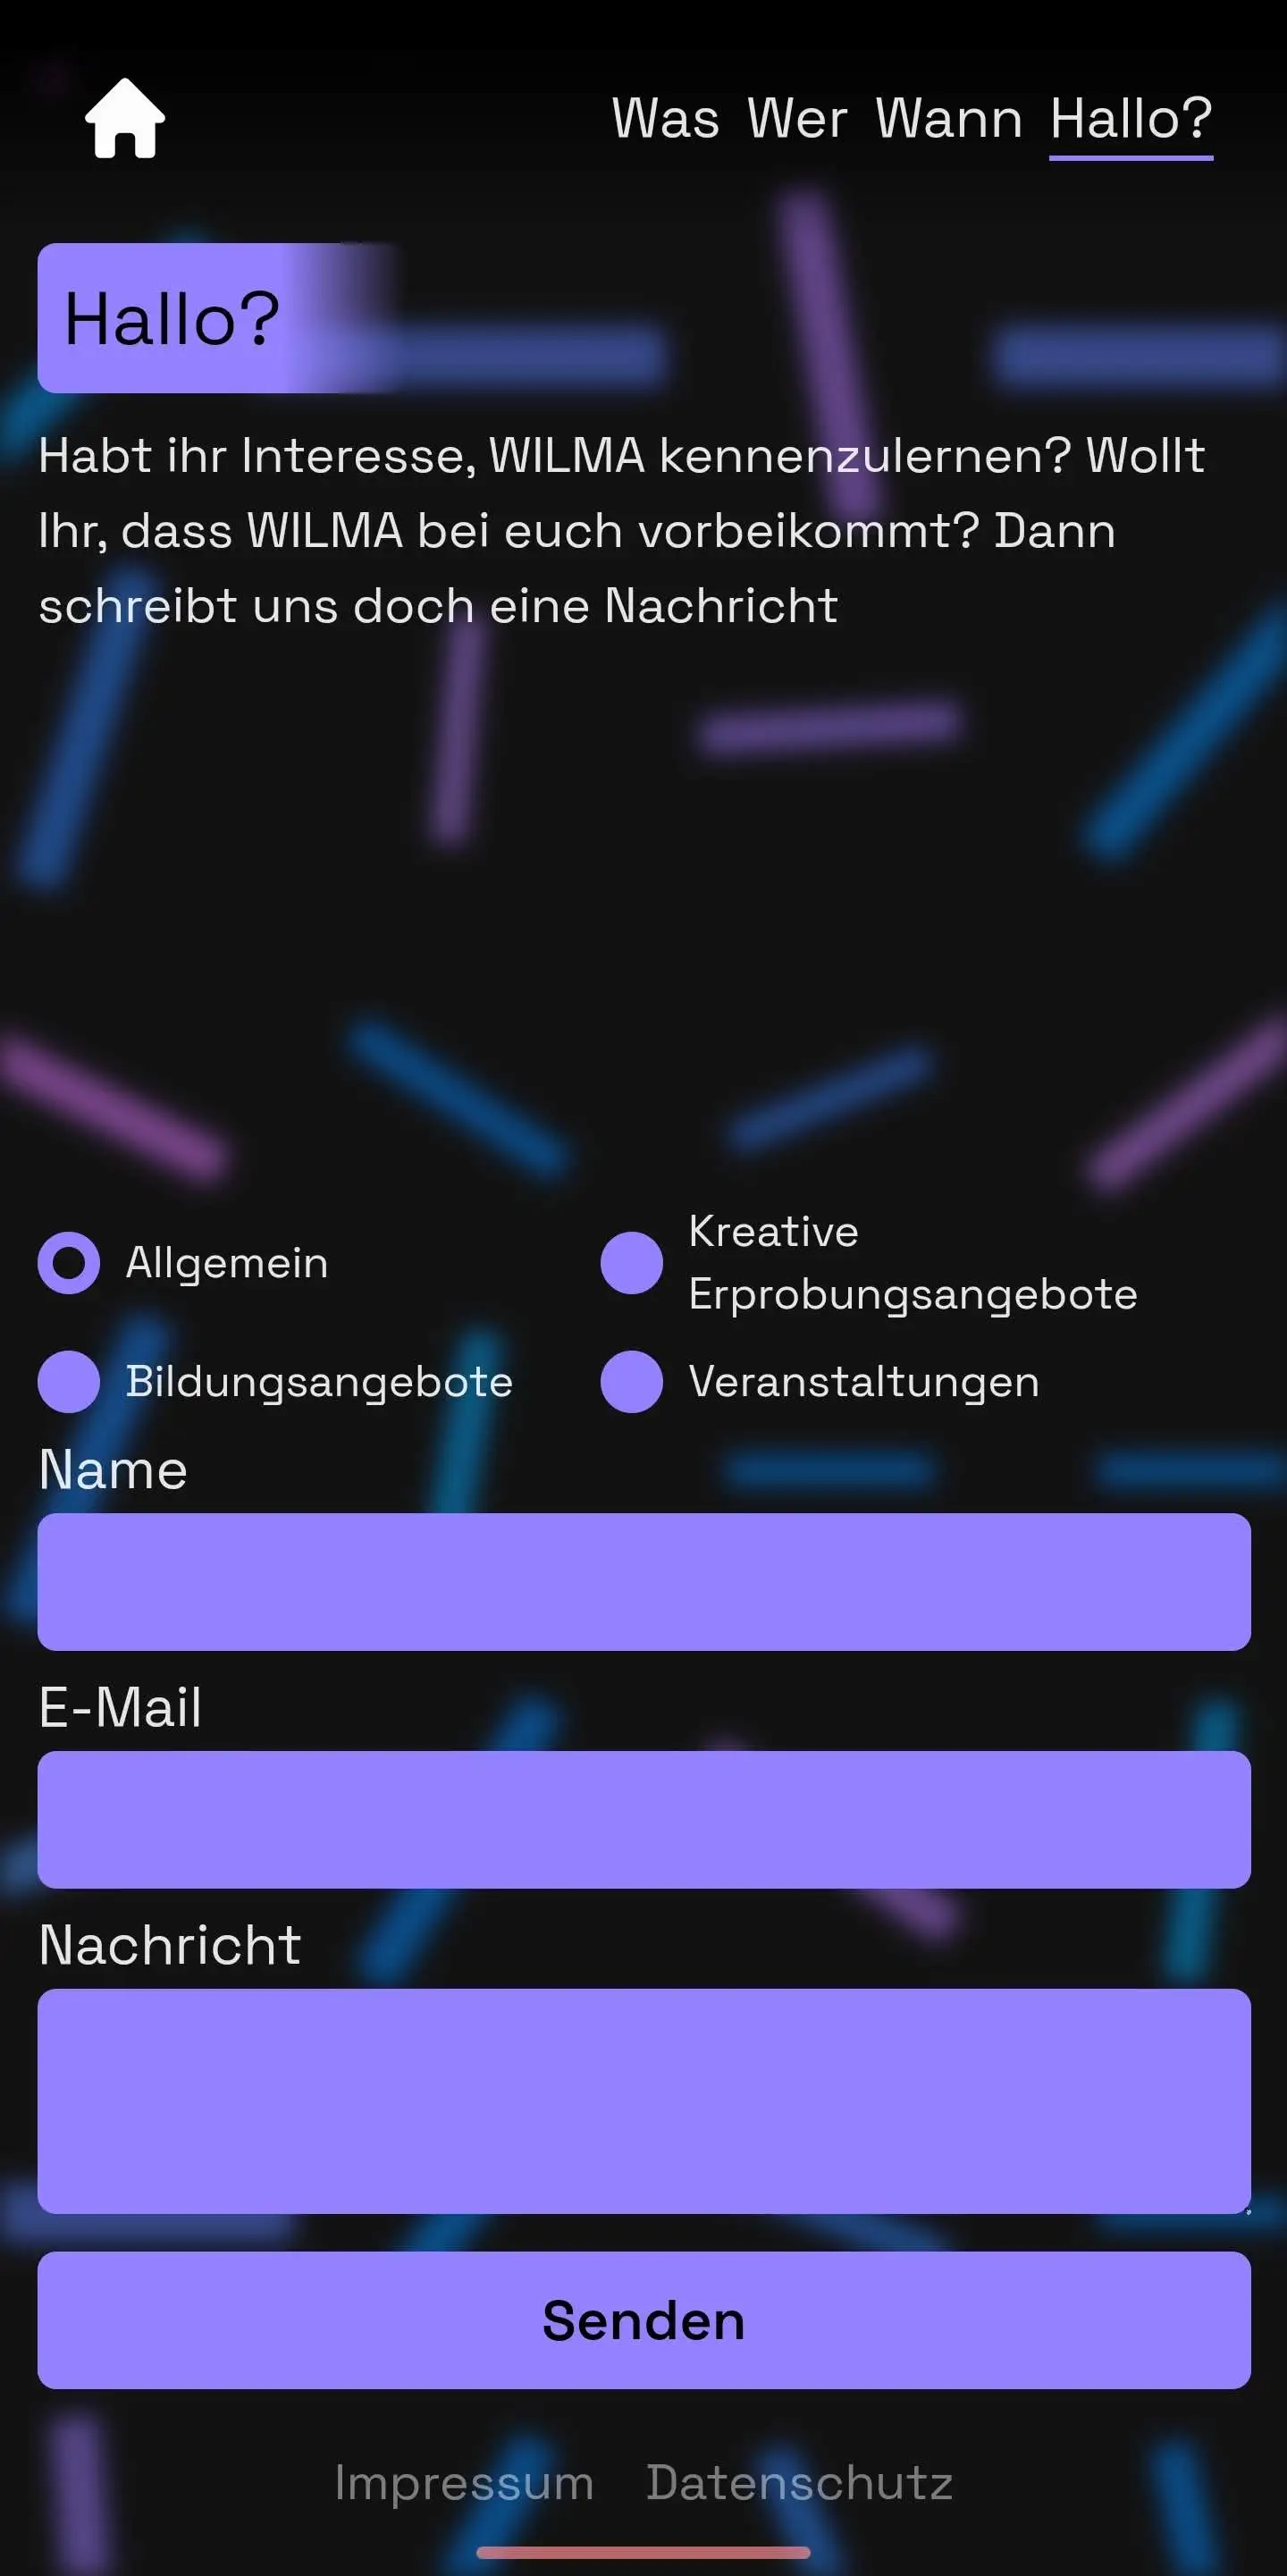 Was Wer Wann Hallo?
Hallo?
Habt ihr Interesse, WILMA kennenzulernen? Wollt
Ihr, dass WILMA bei euch vorbeikommt? Dann
schreibt uns doch eine Nachricht
Allgemein
Kreative
Erprobungsangebote
Bildungsangebote
Veranstaltungen
Name
E-Mail
Nachricht
Senden
Impressum Datenschutz